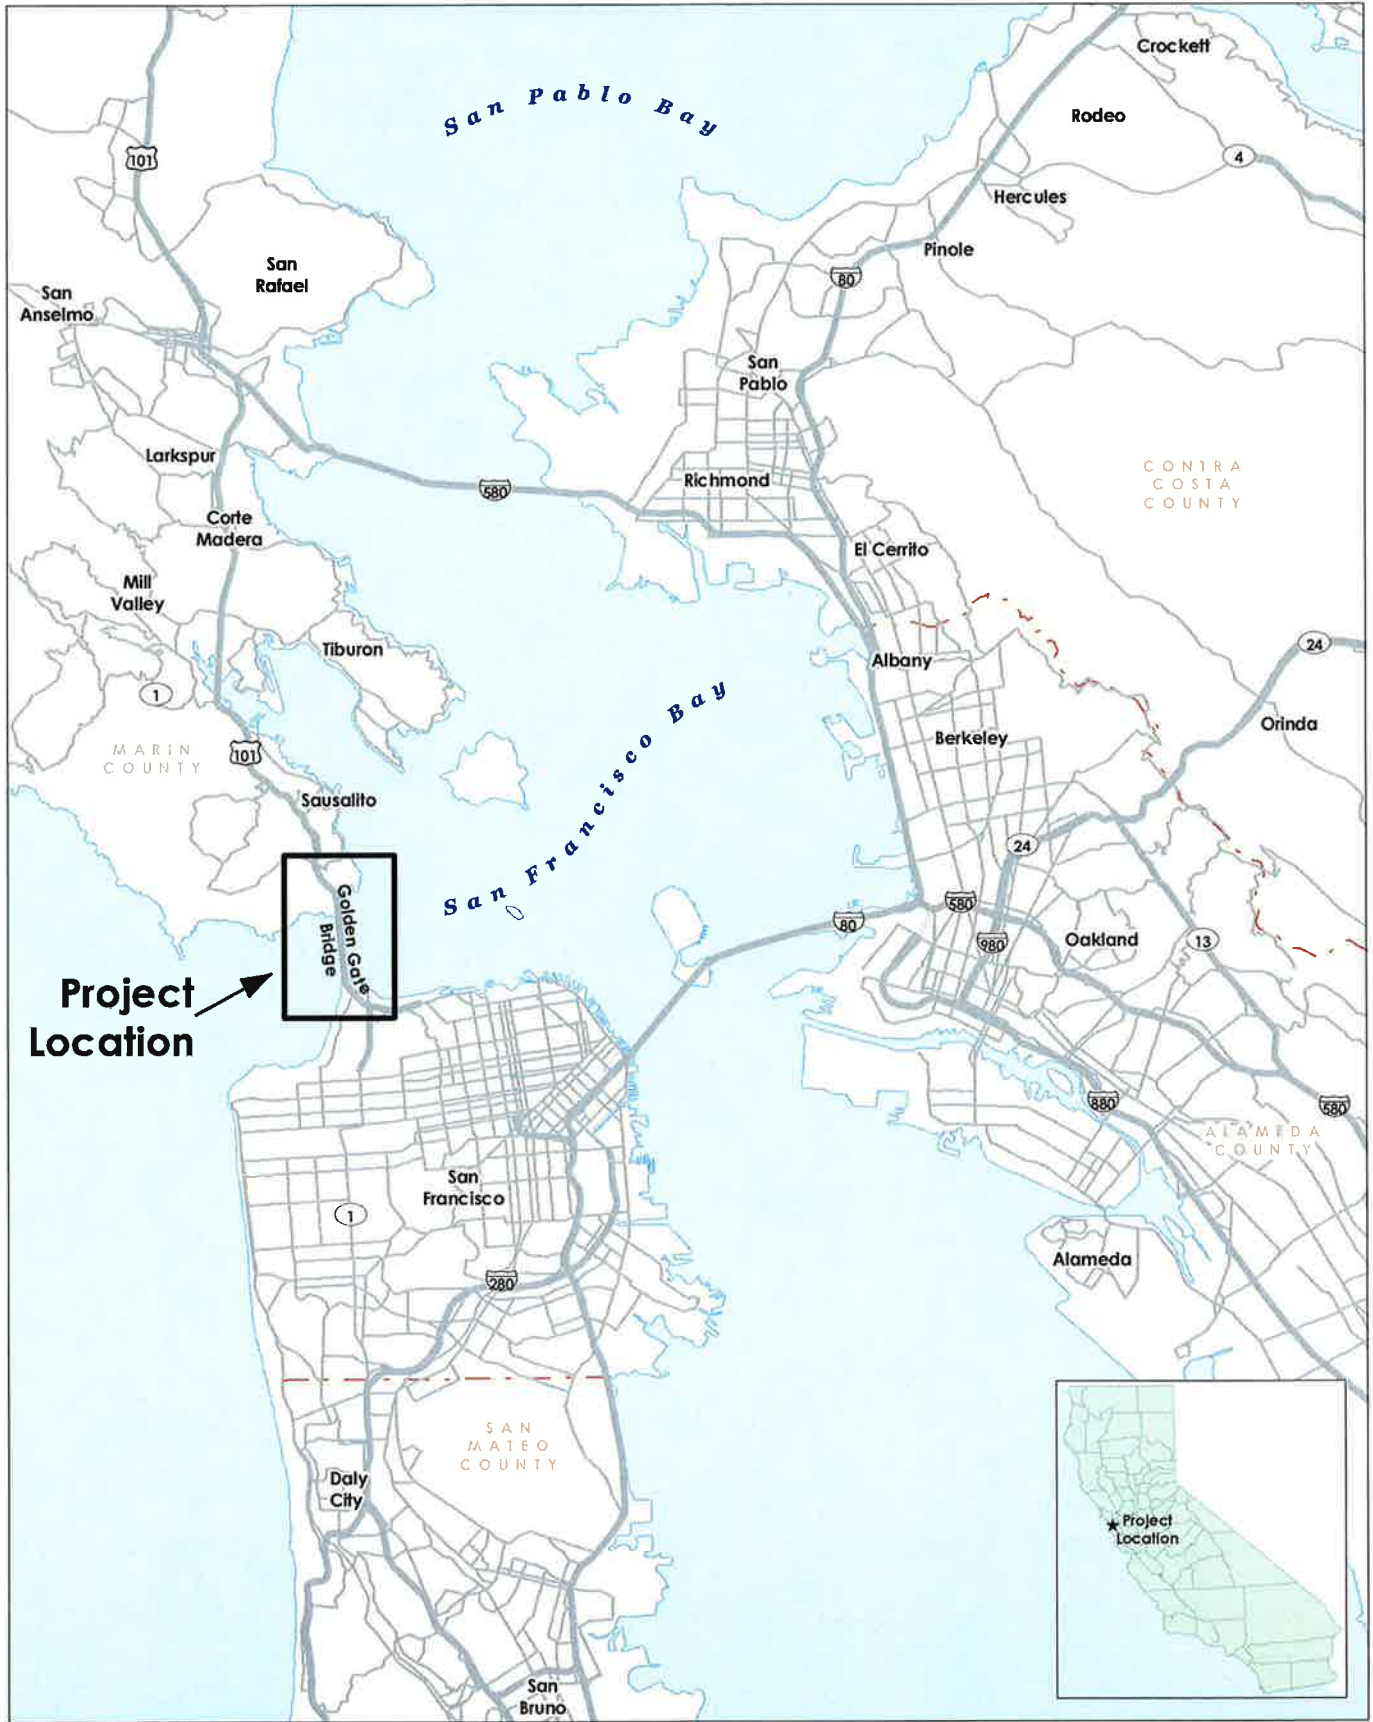 Crockett
San Pablo Bay
Rodeo
101
4
Hercules
Pinole
San
Rafael
80
San
Anselmo
San
Pablo
Larkspur
CONTRA
COSTA
COUNTY
Richmond
580
Corte
Madera
El Cerrito
Mill
Valley
24
Tiburon
Albany
1
San Francisco Bay
Orinda
Berkeley
MARIN
COUNTY
101
Sausalito
24
Golden Gate
Bridge
580
80
980
Oakland
13
Project
Location
880
580
ALAMEDA
COUNTY
San
Francisco
1
Alameda
280
SAN
MATEO
COUNTY
Daly
City
Project
Location
San
Bruno